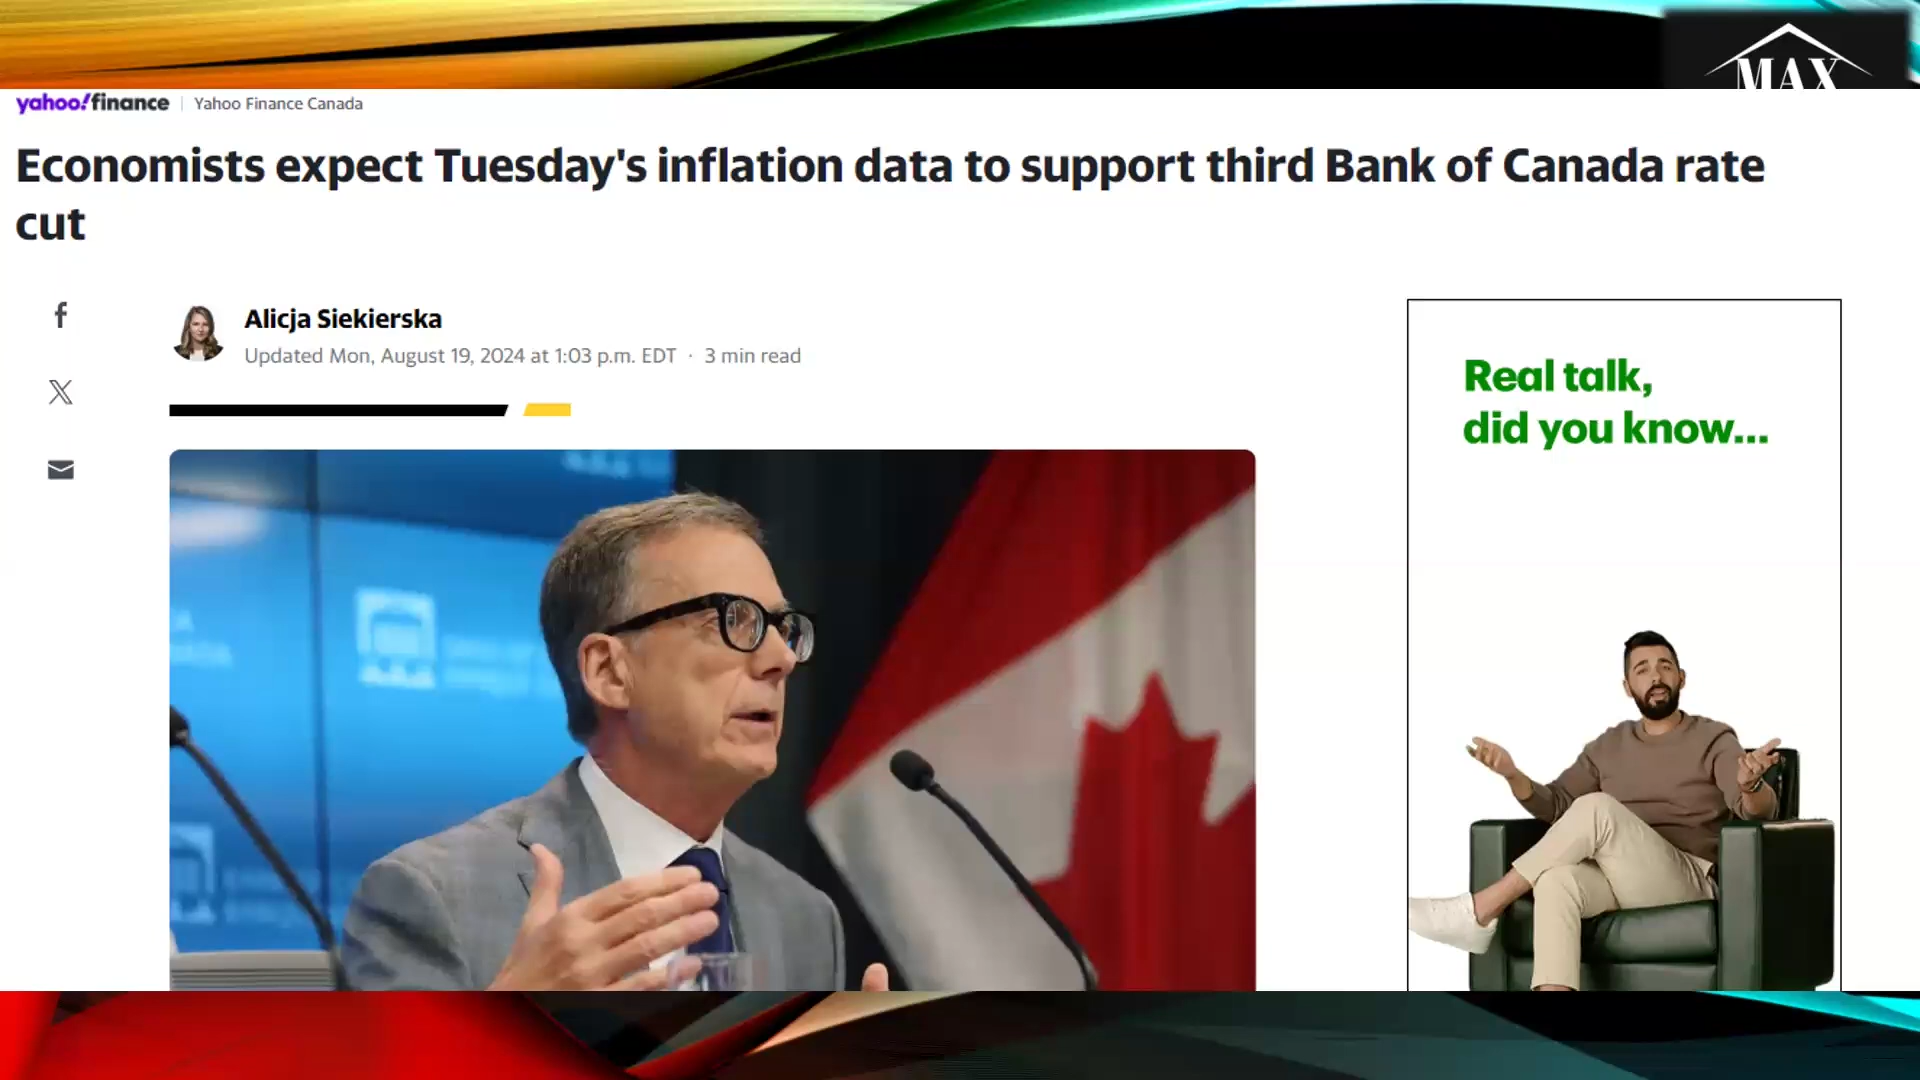 MAX
yahoo!finance | Yahoo Finance Canada
Economists expect Tuesday's inflation data to support third Bank of Canada rate
cut
Alicja Siekierska
Updated Mon, August 19, 2024 at 1:03 p.m. EDT · 3 min read
Real talk,
did you know...